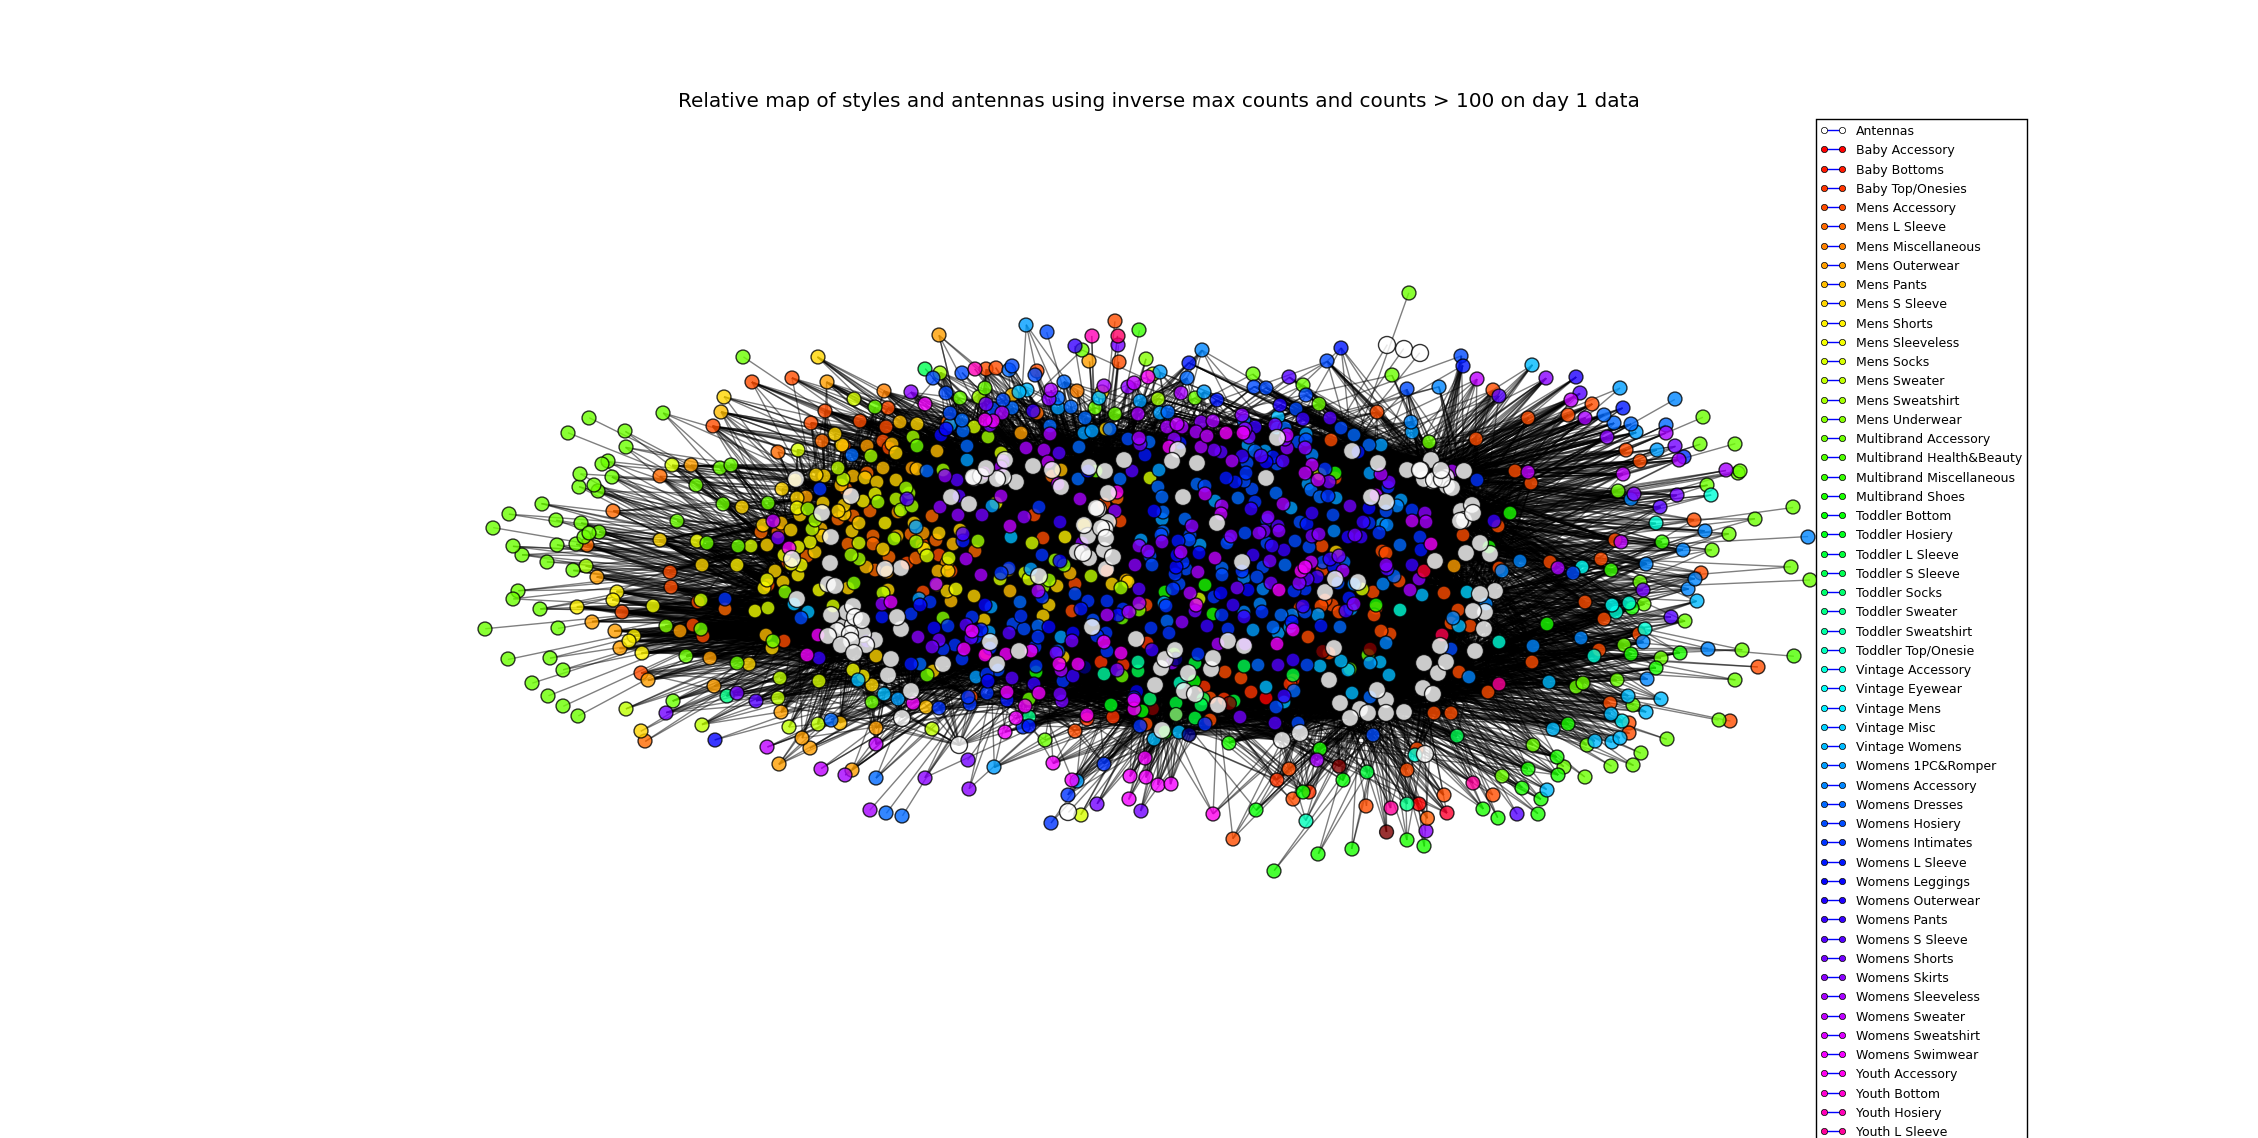 Relative map of styles and antennas using inverse max counts and counts > 100 on day 1 data
Antennas
Baby Accessory
Baby Bottoms
Baby Top/Onesies
Mens Accessory
Mens L Sleeve
Mens Miscellaneous
Mens Outerwear
Mens Pants
Mens S Sleeve
Mens Shorts
Mens Sleeveless
Mens Socks
Mens Sweater
Mens Sweatshirt
Mens Underwear
Multibrand Accessory
Multibrand Health&Beauty
Multibrand Miscellaneous
Multibrand Shoes
Toddler Bottom
Toddler Hosiery
Toddler L Sleeve
Toddler S Sleeve
Toddler Socks
Toddler Sweater
Toddler Sweatshirt
Toddler Top/Onesie
Vintage Accessory
Vintage Eyewear
Vintage Mens
Vintage Misc
Vintage Womens
Womens 1PC&Romper
Womens Accessory
Womens Dresses
Womens Hosiery
Womens Intimates
Womens L Sleeve
Womens Leggings
Womens Outerwear
Womens Pants
Womens S Sleeve
Womens Shorts
Womens Skirts
Womens Sleeveless
Womens Sweater
Womens Sweatshirt
Womens Swimwear
Youth Accessory
Youth Bottom
Youth Hosiery
Youth L Sleeve